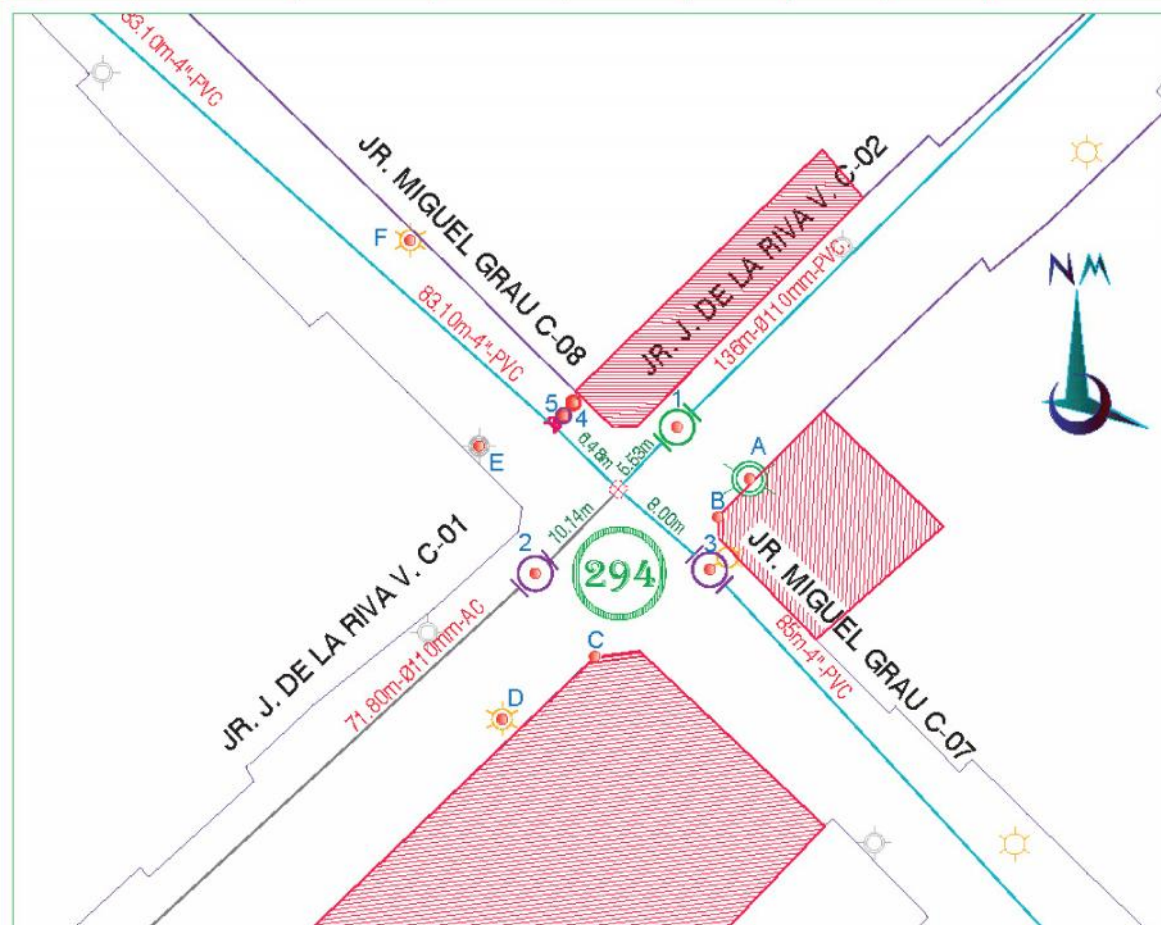 83.10m-4"-PVC
JR. MIGUEL GRAU C-08
JR. J. DE LA RIVA V. C-02
NM
F
83.10m-4"-PVC
136m-Ø110mm-PVC.
5
4
1
E
6.48m
5.53m
A
B
10.14m
8.00m
2
3
294
JR. J. DE LA RIVA V. C-01
71.80m-Ø110mm-AC
JR. MIGUEL GRAU C-07
85m-4"-PVC
C
D